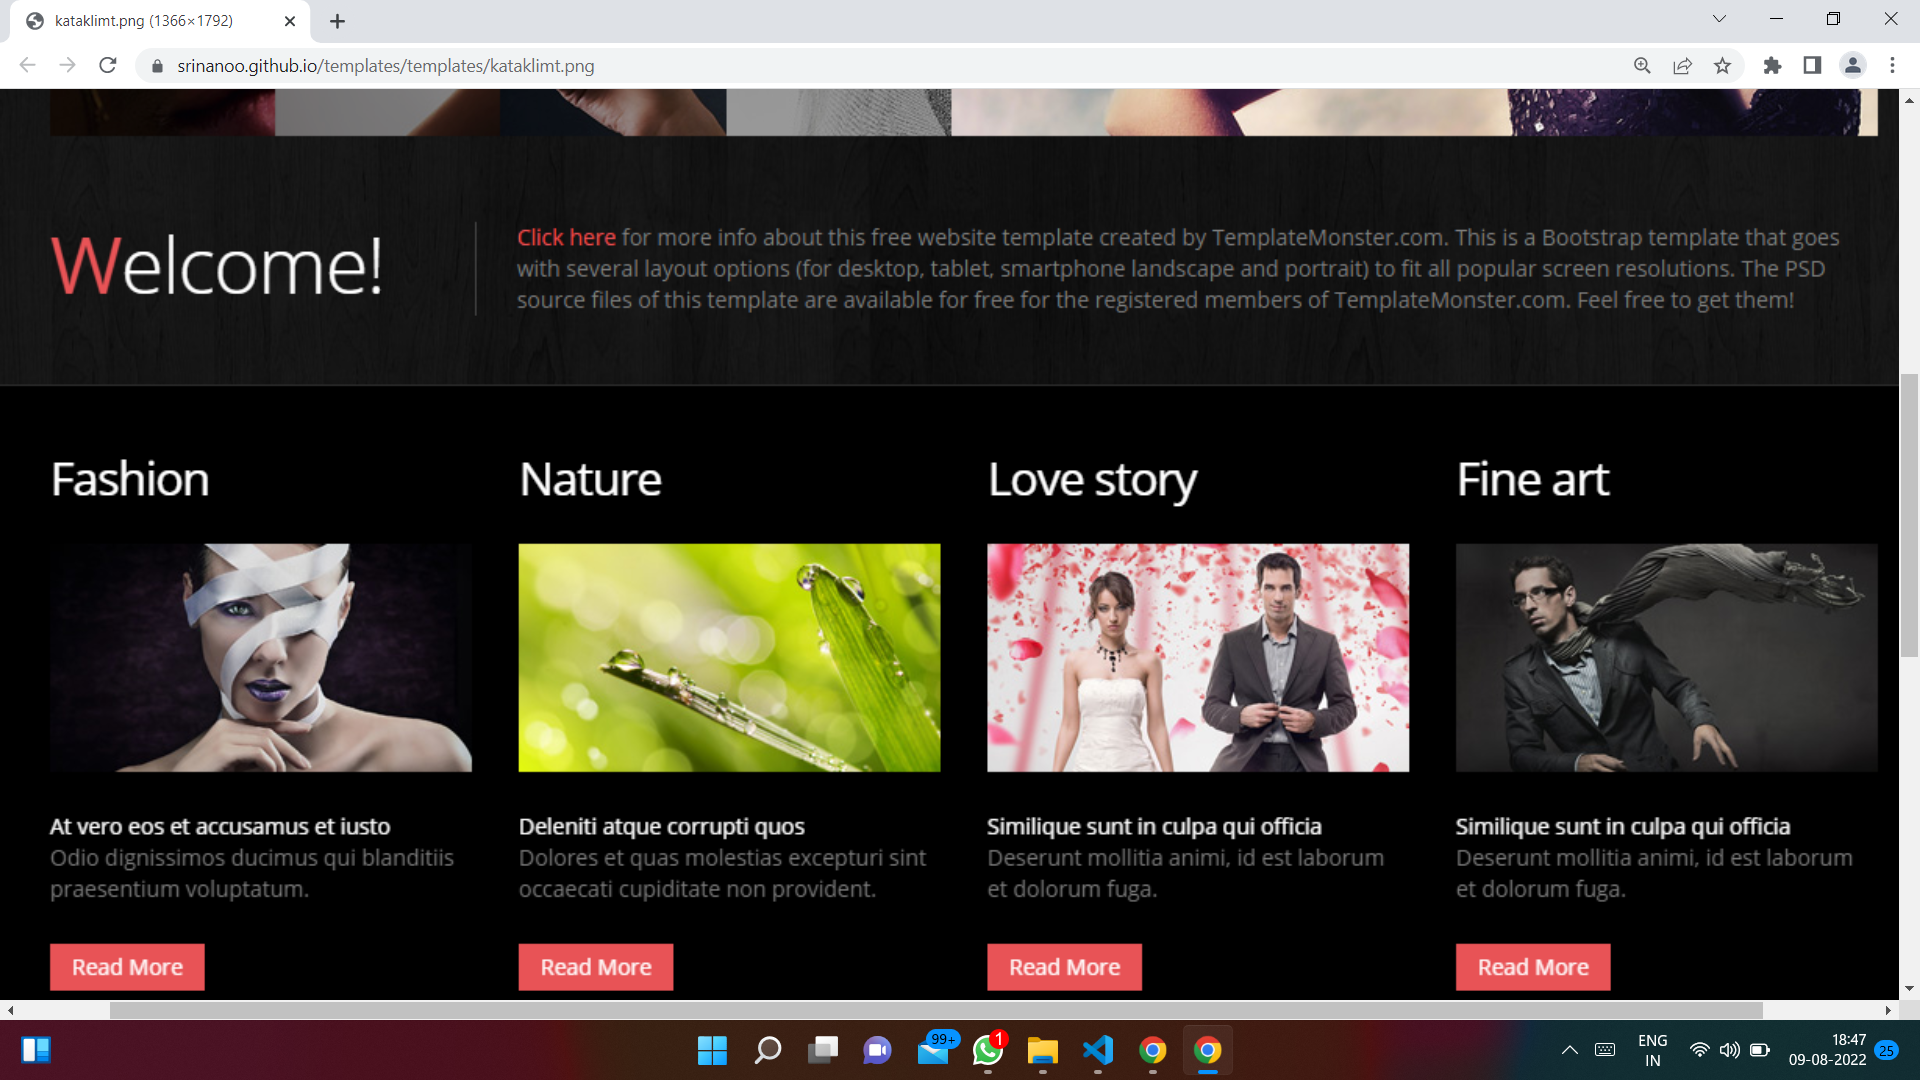 kataklimt.png (1366×1792)
srinanoo.github.io/templates/templates/kataklimt.png
Welcome!
Click here for more info about this free website template created by TemplateMonster.com. This is a Bootstrap template that goes
with several layout options (for desktop, tablet, smartphone landscape and portrait) to fit all popular screen resolutions. The PSD
source files of this template are available for free for the registered members of TemplateMonster.com. Feel free to get them!
Fashion
Nature
Love story
Fine art
At vero eos et accusamus et iusto
Odio dignissimos ducimus qui blanditiis
praesentium voluptatum.
Read More
Deleniti atque corrupti quos
Dolores et quas molestias excepturi sint
occaecati cupiditate non provident.
Read More
Similique sunt in culpa qui officia
Deserunt mollitia animi, id est laborum
et dolorum fuga.
Read More
Similique sunt in culpa qui officia
Deserunt mollitia animi, id est laborum
et dolorum fuga.
Read More
99+
1
ENG
IN
18:47
09-08-2022
25